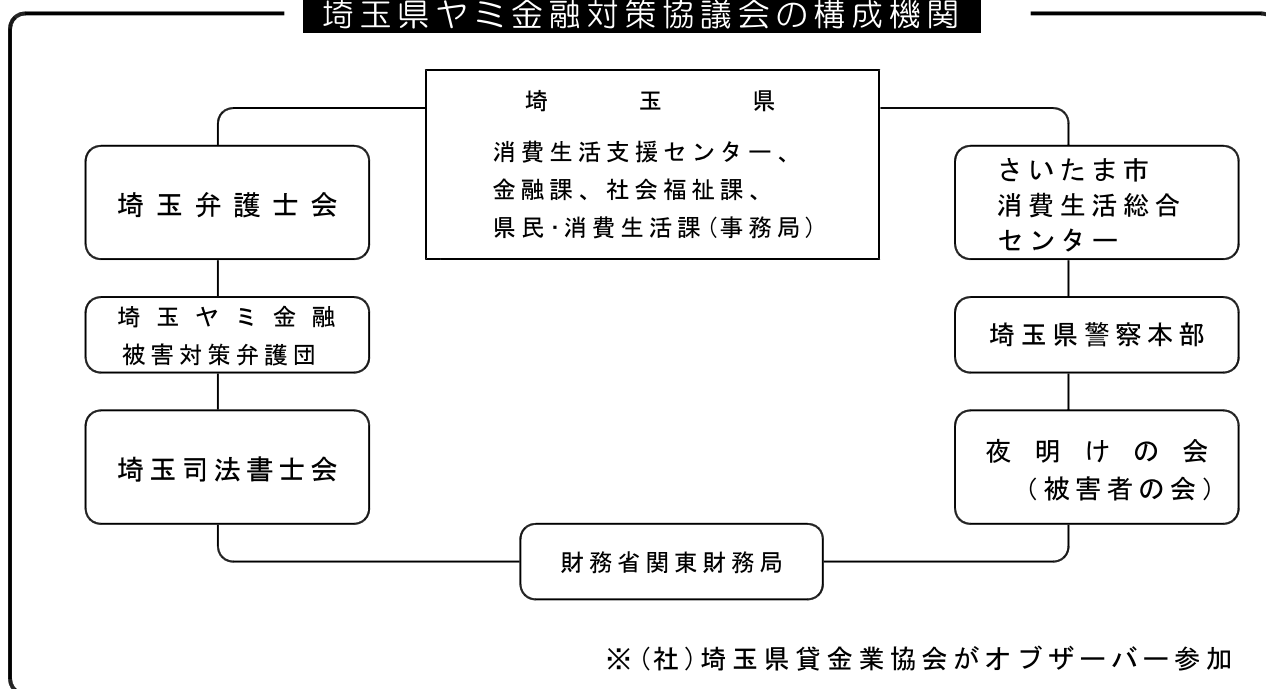 埼玉県ヤミ金融対策協議会の構成機関
埼玉県
消費生活支援センター、
金融課、社会福祉課、
県民・消費生活課(事務局)
埼玉弁護士会
埼玉ヤミ金融
被害対策弁護団
埼玉司法書士会
さいたま市
消費生活総合
センター
埼玉県警察本部
夜明けの会
(被害者の会)
財務省関東財務局
※(社)埼玉県貸金業協会がオブザーバー参加